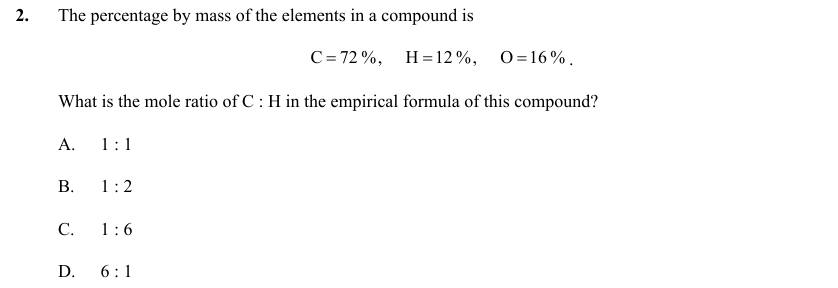 2. The percentage by mass of the elements in a compound is
C = 72 %, H = 12 %, O = 16 % .
What is the mole ratio of C : H in the empirical formula of this compound?
A. 1 : 1
B. 1 : 2
C. 1 : 6
D. 6 : 1